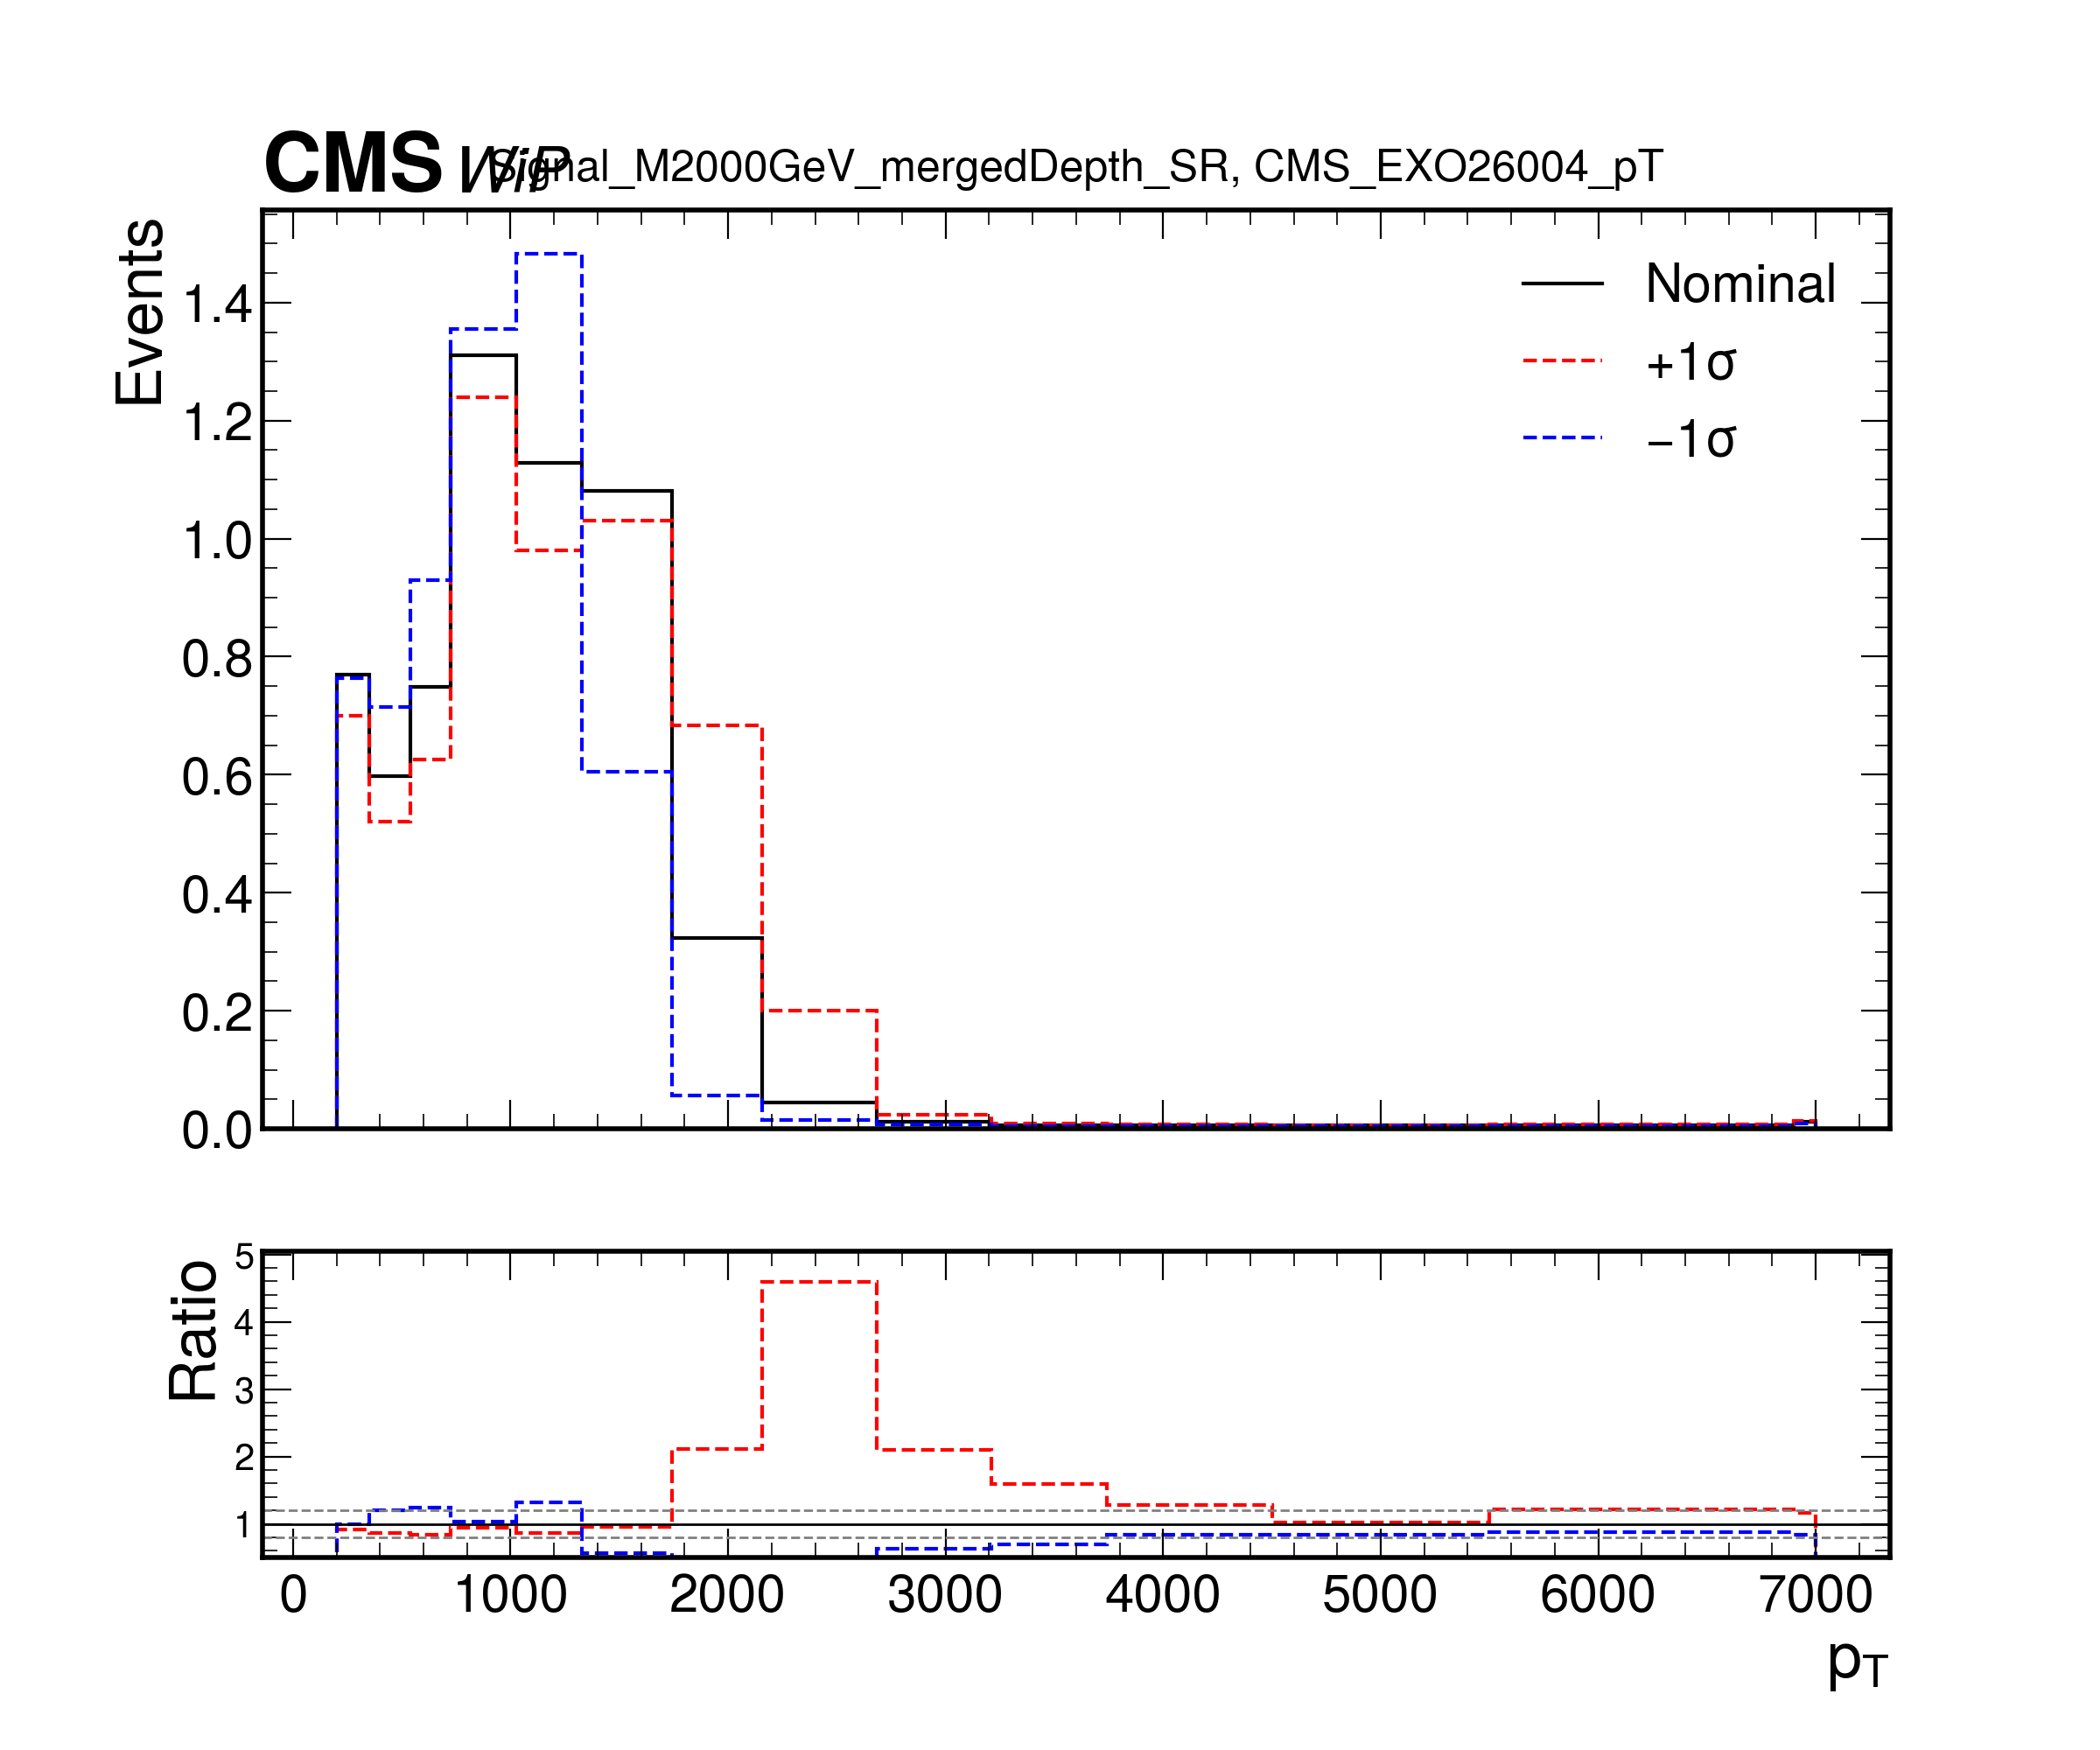 CMS WiP Signal_M2000GeV_mergedDepth_SR, CMS_EXO26004_pT
Events
1.4
1.2
1.0
0.8
0.6
0.4
0.2
0.0
Nominal
+1σ
−1σ
Ratio
5
4
3
2
1
0 1000 2000 3000 4000 5000 6000 7000
pT